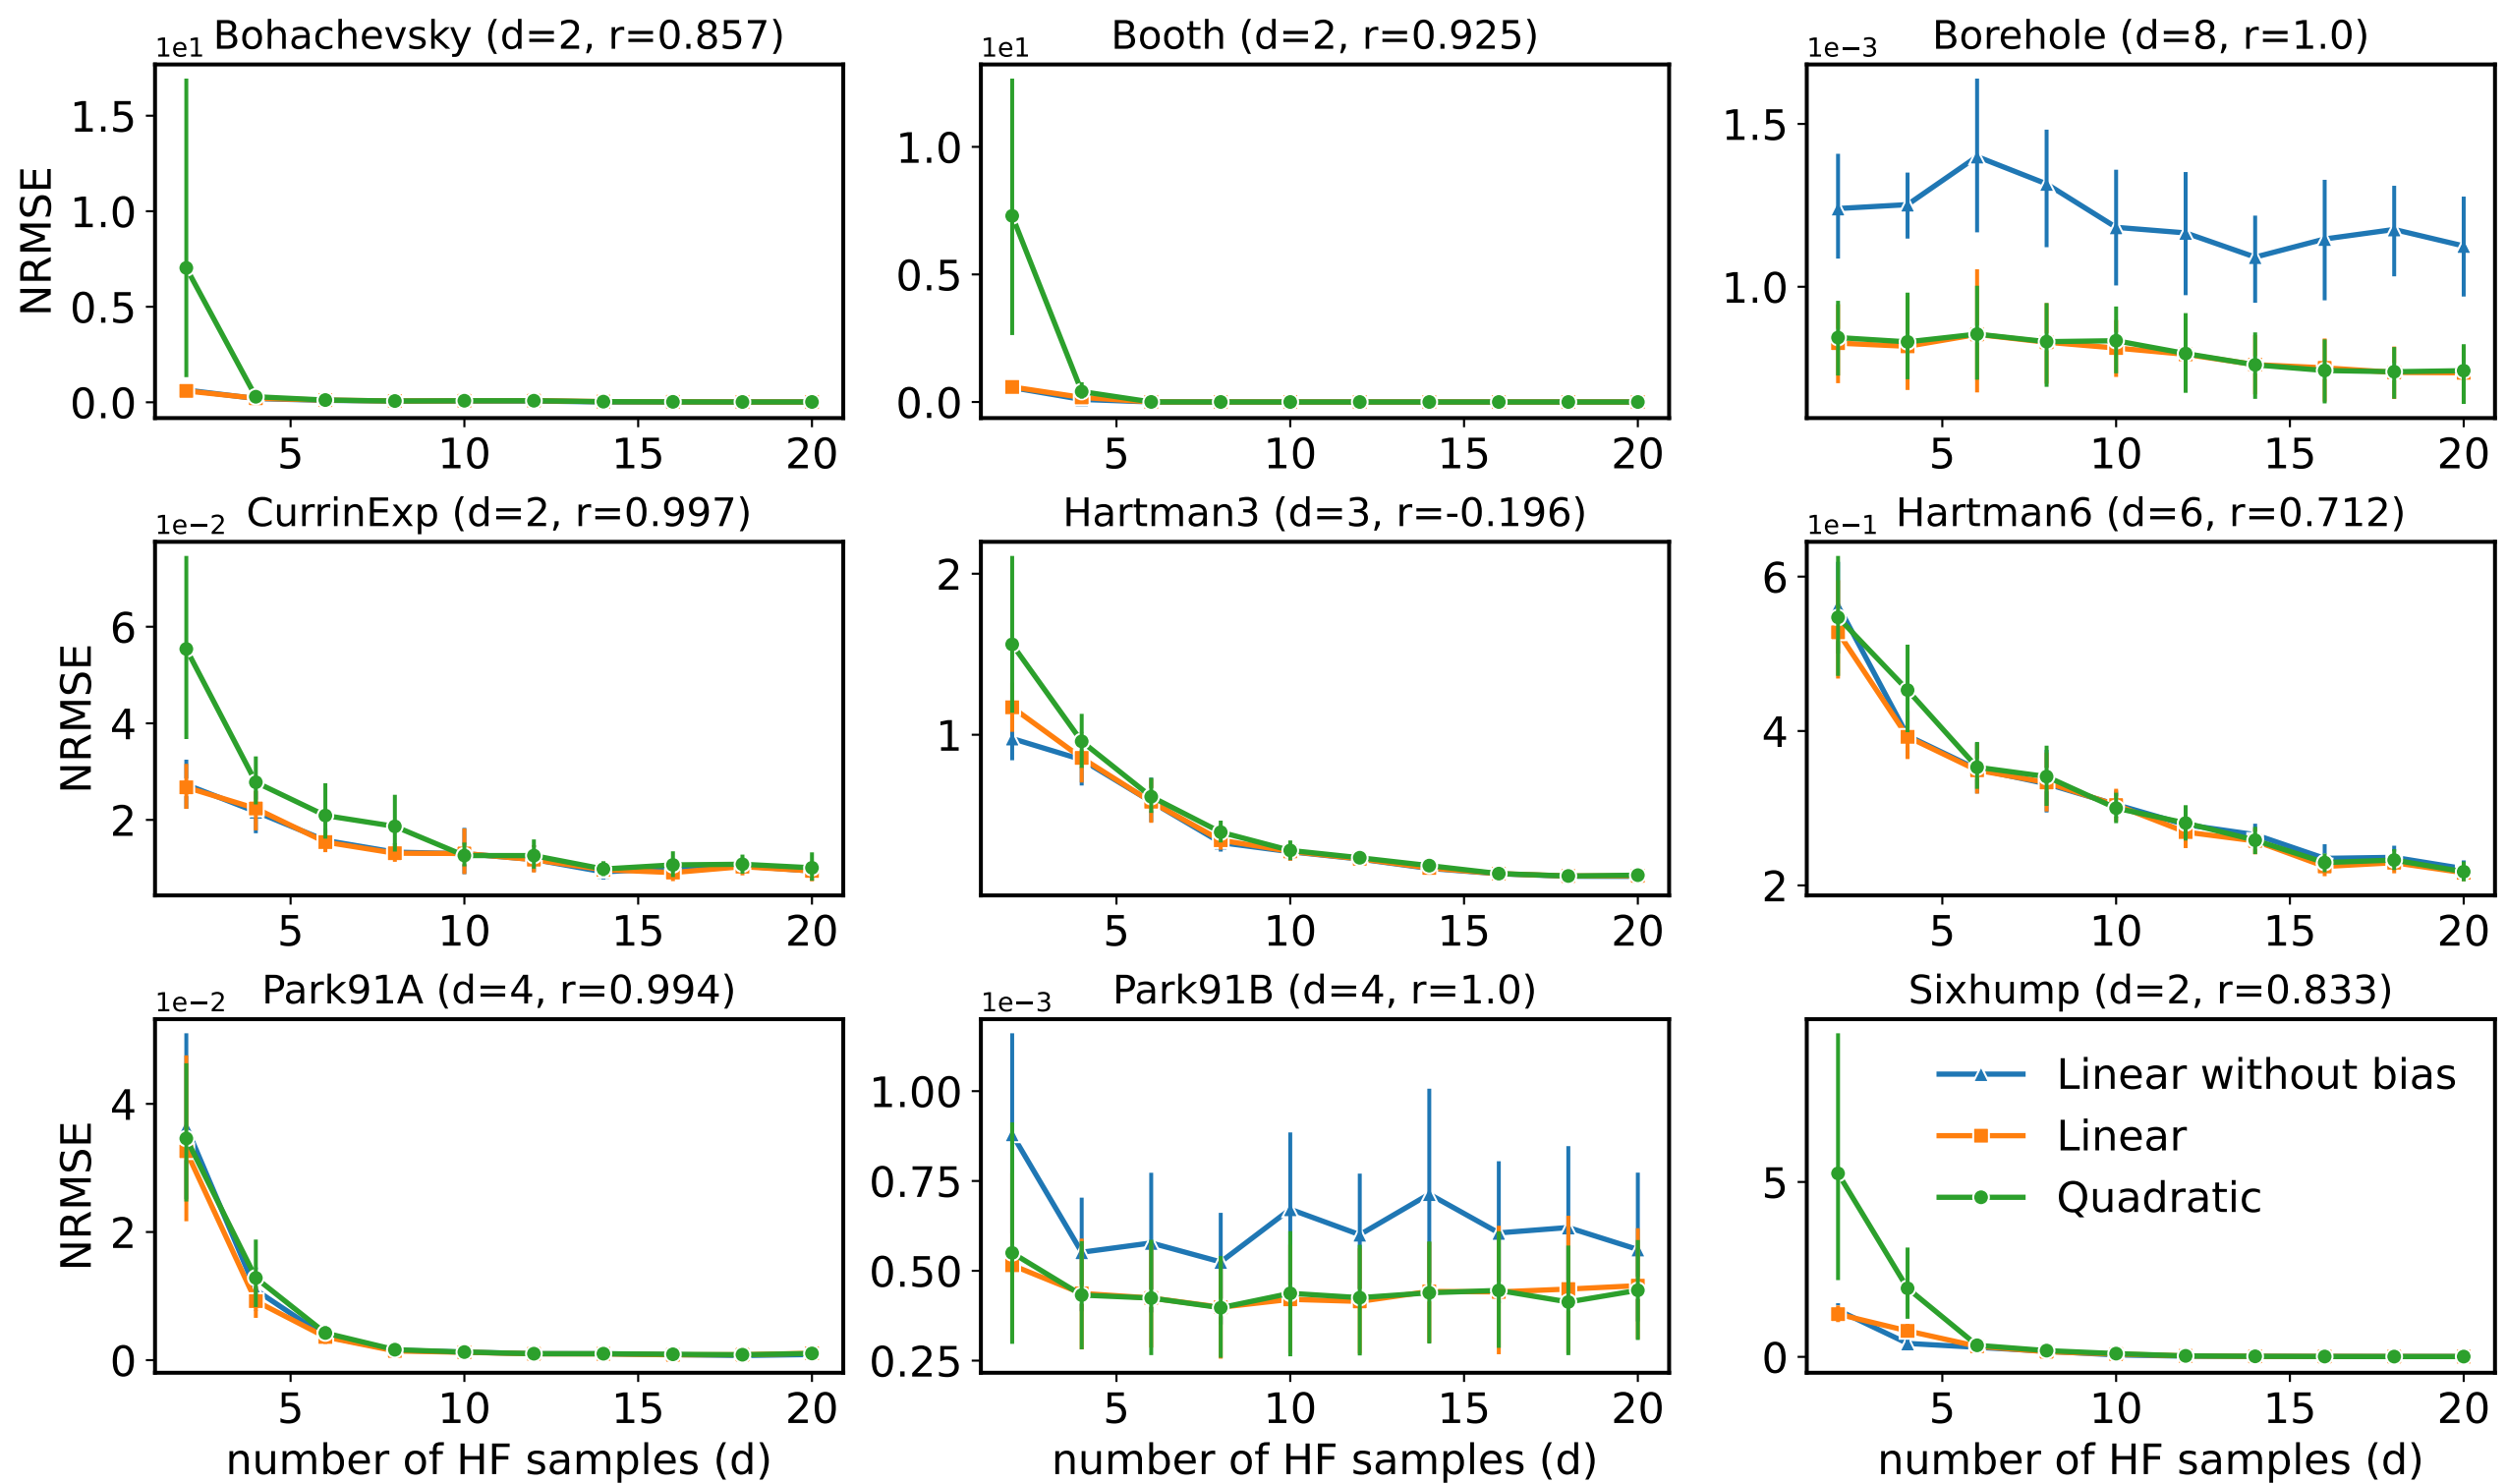 Bohachevsky (d=2, r=0.857)
1e1
NRMSE
1.5
1.0
0.5
0.0
5 10 15 20
Booth (d=2, r=0.925)
1e1
1.0
0.5
0.0
5 10 15 20
Borehole (d=8, r=1.0)
1e−3
1.5
1.0
5 10 15 20
CurrinExp (d=2, r=0.997)
1e−2
NRMSE
6
4
2
5 10 15 20
Hartman3 (d=3, r=-0.196)
2
1
5 10 15 20
Hartman6 (d=6, r=0.712)
1e−1
6
4
2
5 10 15 20
Park91A (d=4, r=0.994)
1e−2
NRMSE
4
2
0
5 10 15 20
number of HF samples (d)
Park91B (d=4, r=1.0)
1e−3
1.00
0.75
0.50
0.25
5 10 15 20
number of HF samples (d)
Sixhump (d=2, r=0.833)
Linear without bias
Linear
Quadratic
5
0
5 10 15 20
number of HF samples (d)